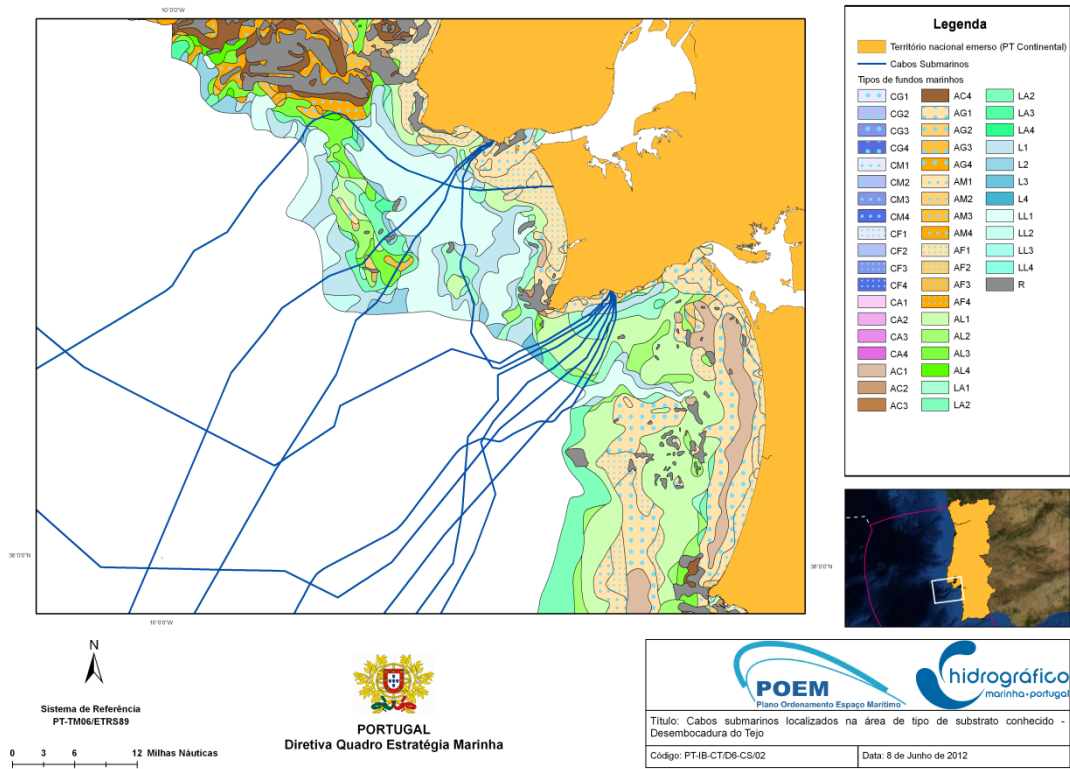 10°0'0"W
Legenda
Território nacional emerso (PT Continental)
Cabos Submarinos
Tipos de fundos marinhos
CG1
CG2
CG3
CG4
CM1
CM2
CM3
CM4
CF1
CF2
CF3
CF4
CA1
CA2
CA3
CA4
AC1
AC2
AC3
AC4
AG1
AG2
AG3
AG4
AM1
AM2
AM3
AM4
AF1
AF2
AF3
AF4
AL1
AL2
AL3
AL4
LA1
LA2
LA2
LA3
LA4
L1
L2
L3
L4
LL1
LL2
LL3
LL4
R
38°0'0"N
38°0'0"N
10°0'0"W
N
Sistema de Referência
PT-TM06/ETRS89
0 3 6 12 Milhas Náuticas
PORTUGAL
Diretiva Quadro Estratégia Marinha
POEM
Plano Ordenamento Espaço Marítimo
hidrográfico
marinha•portugal
Título: Cabos submarinos localizados na área de tipo de substrato conhecido -
Desembocadura do Tejo
Código: PT-IB-CT/D6-CS/02
Data: 8 de Junho de 2012